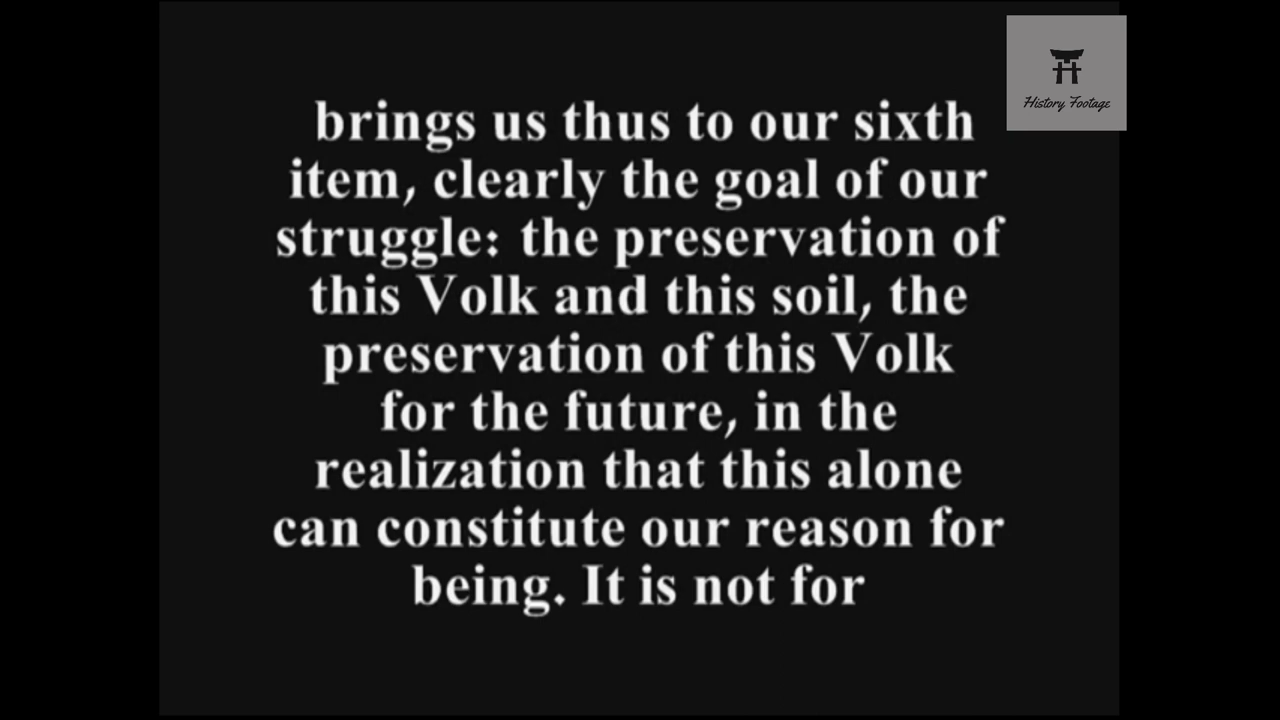 History Footage
brings us thus to our sixth
item, clearly the goal of our
struggle: the preservation of
this Volk and this soil, the
preservation of this Volk
for the future, in the
realization that this alone
can constitute our reason for
being. It is not for